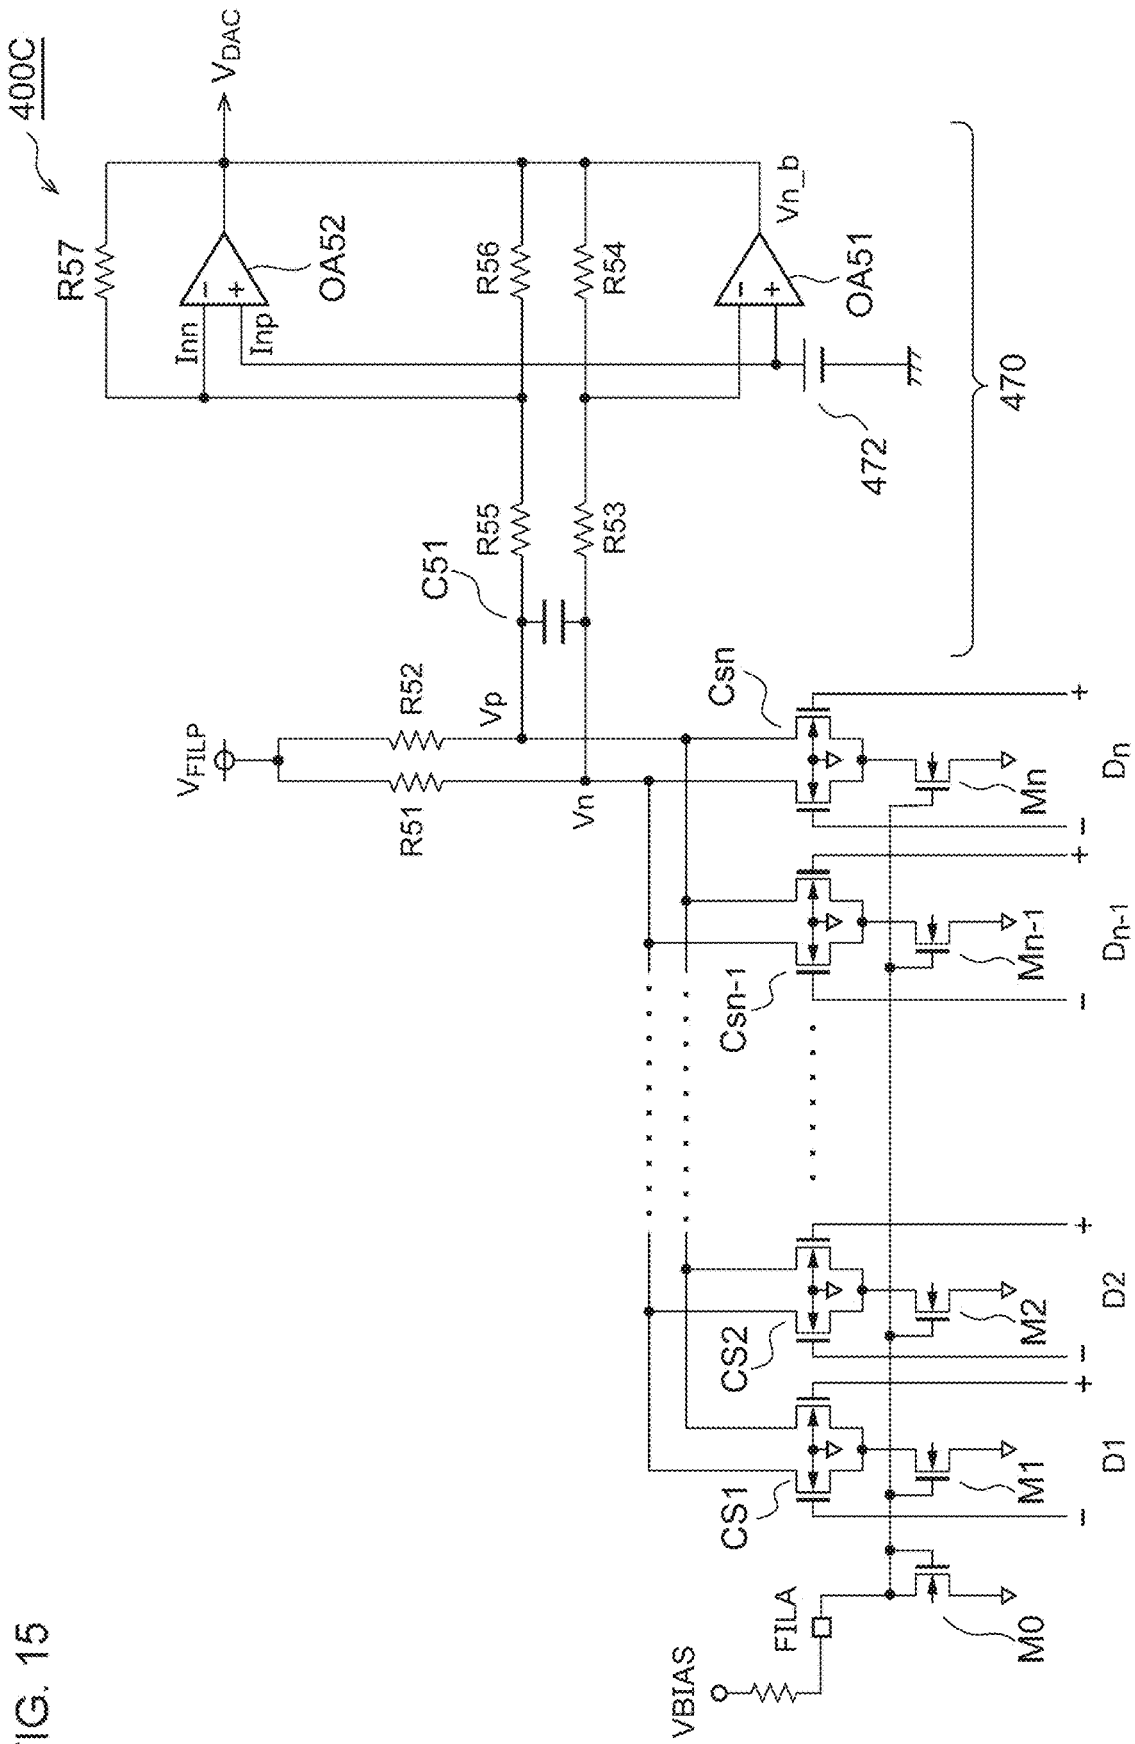 FIG. 15
400C
VDAC
R57
OA52
Inn
Inp
R56
R54
Vn_b
OA51
472
470
R55
R53
C51
VFILP
R52
R51
Vp
Vn
Csn
Csn-1
CS2
CS1
Mn
Mn-1
M2
M1
M0
FILA
VBIAS
- D1 +
- D2 +
- Dn-1 +
- Dn +